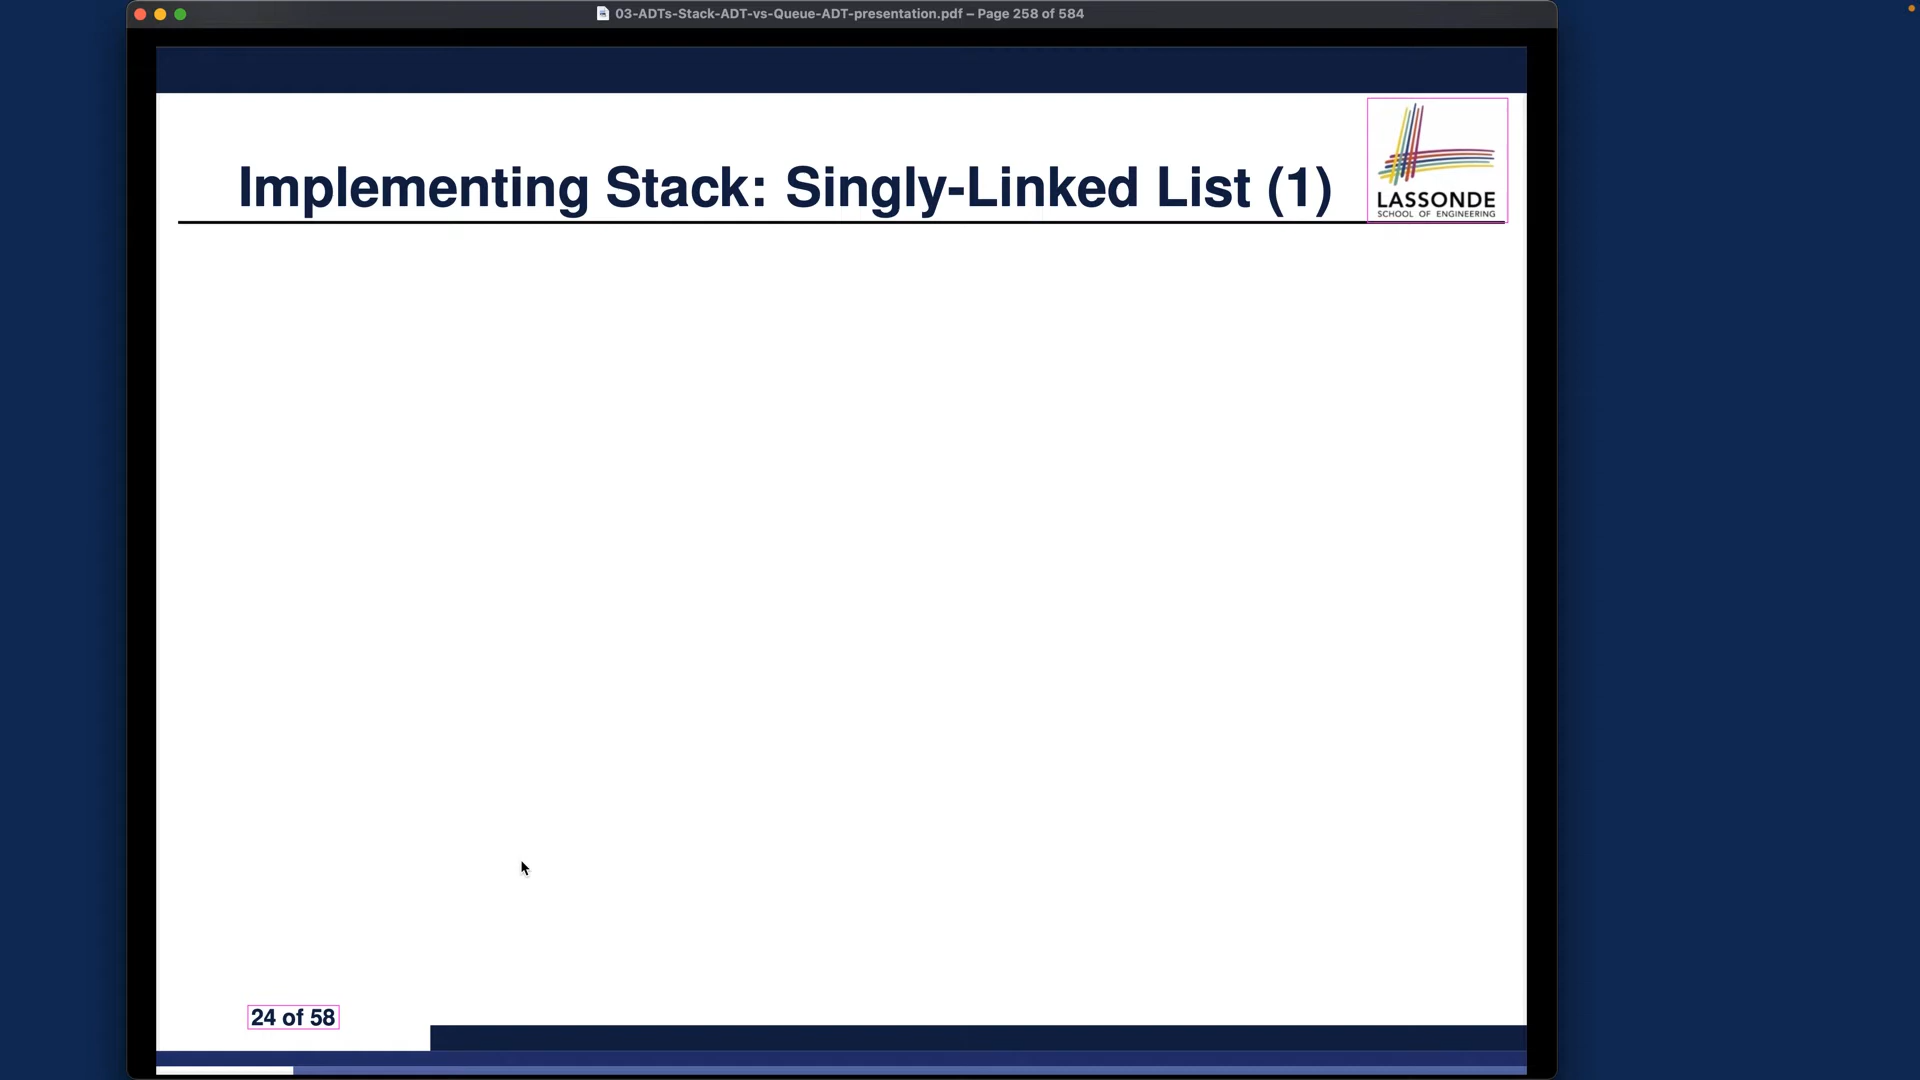 03-ADTs-Stack-ADT-vs-Queue-ADT-presentation.pdf – Page 258 of 584
Implementing Stack: Singly-Linked List (1)
LASSONDE
SCHOOL OF ENGINEERING
24 of 58